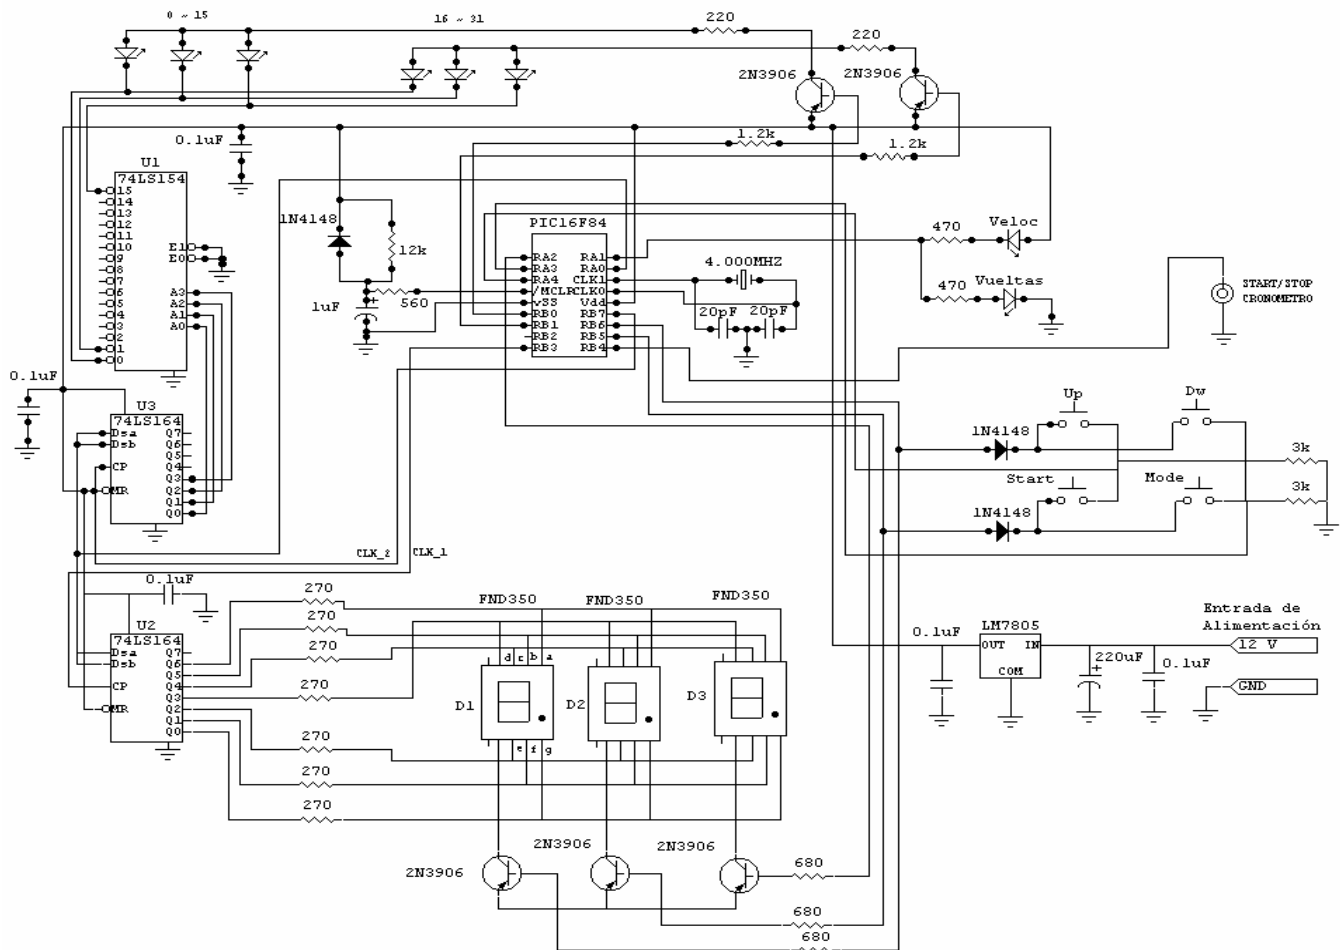 0 ~ 15
16 ~ 31
220
220
2N3906
2N3906
0.1uF
1.2k
1.2k
U1
74LS154
15
14
13
12
11
10
9
8
7
6
5
4
3
2
1
0
E1
E0
A3
A2
A1
A0
1N4148
12k
1uF
560
PIC16F84
RA2
RA3
RA4
/MCLR
vSS
RB0
RB1
RB2
RB3
RA1
RA0
CLK1
CLK0
Vdd
RB7
RB6
RB5
RB4
4.000MHZ
20pF
20pF
470
Veloc
470
Vueltas
START/STOP
CRONOMETRO
0.1uF
U3
74LS164
Dsa
Dsb
CP
MR
Q7
Q6
Q5
Q4
Q3
Q2
Q1
Q0
Up
Dw
1N4148
3k
Start
Mode
3k
1N4148
CLK_2
CLK_1
0.1uF
U2
74LS164
Dsa
Dsb
CP
MR
Q7
Q6
Q5
Q4
Q3
Q2
Q1
Q0
270
270
270
270
270
270
270
FND350
FND350
FND350
d c b a
e f g
D1
D2
D3
2N3906
2N3906
2N3906
680
680
680
0.1uF
LM7805
OUT
IN
COM
220uF
0.1uF
Entrada de
Alimentación
12 V
GND